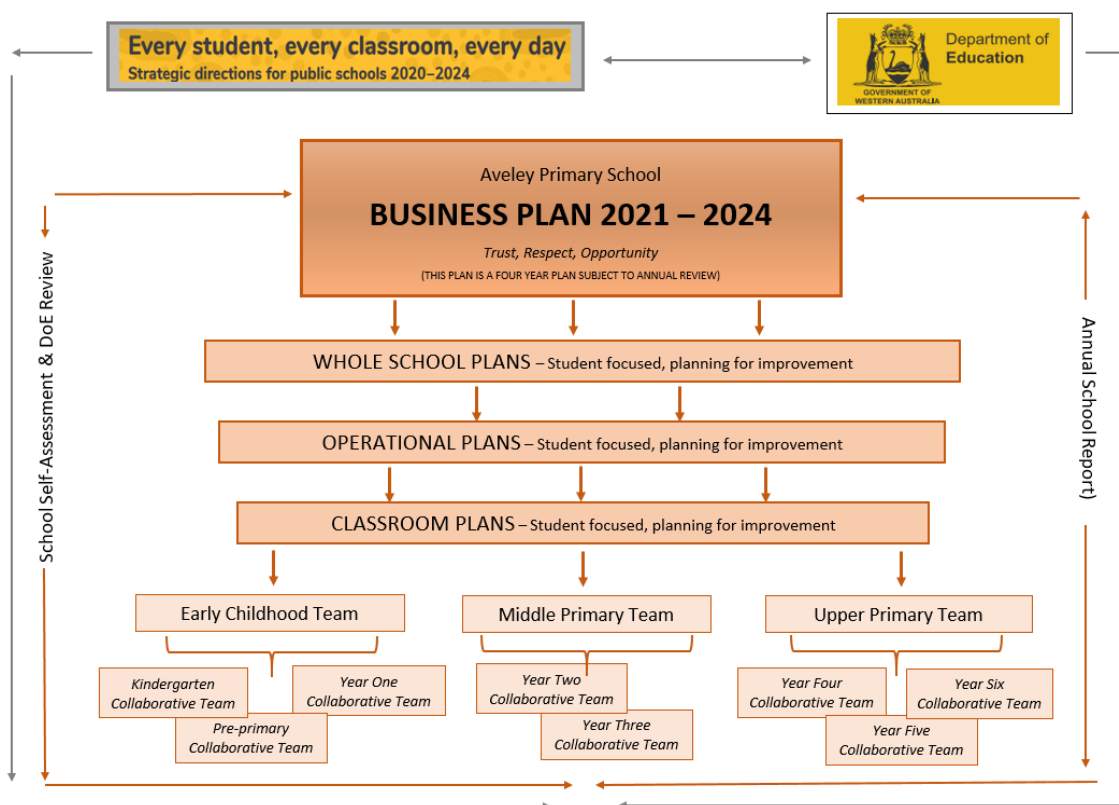 Every student, every classroom, every day
Strategic directions for public schools 2020–2024
Department of
Education
GOVERNMENT OF
WESTERN AUSTRALIA
Aveley Primary School
BUSINESS PLAN 2021 – 2024
Trust, Respect, Opportunity
(THIS PLAN IS A FOUR YEAR PLAN SUBJECT TO ANNUAL REVIEW)
School Self-Assessment & DoE Review
Annual School Report)
WHOLE SCHOOL PLANS – Student focused, planning for improvement
OPERATIONAL PLANS – Student focused, planning for improvement
CLASSROOM PLANS – Student focused, planning for improvement
Early Childhood Team
Middle Primary Team
Upper Primary Team
Kindergarten
Collaborative Team
Pre-primary
Collaborative Team
Year One
Collaborative Team
Year Two
Collaborative Team
Year Three
Collaborative Team
Year Four
Collaborative Team
Year Five
Collaborative Team
Year Six
Collaborative Team